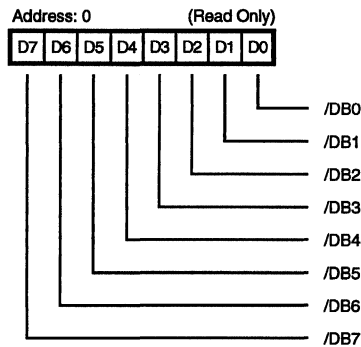 Address: 0 (Read Only)
D7 D6 D5 D4 D3 D2 D1 D0
/DB0
/DB1
/DB2
/DB3
/DB4
/DB5
/DB6
/DB7